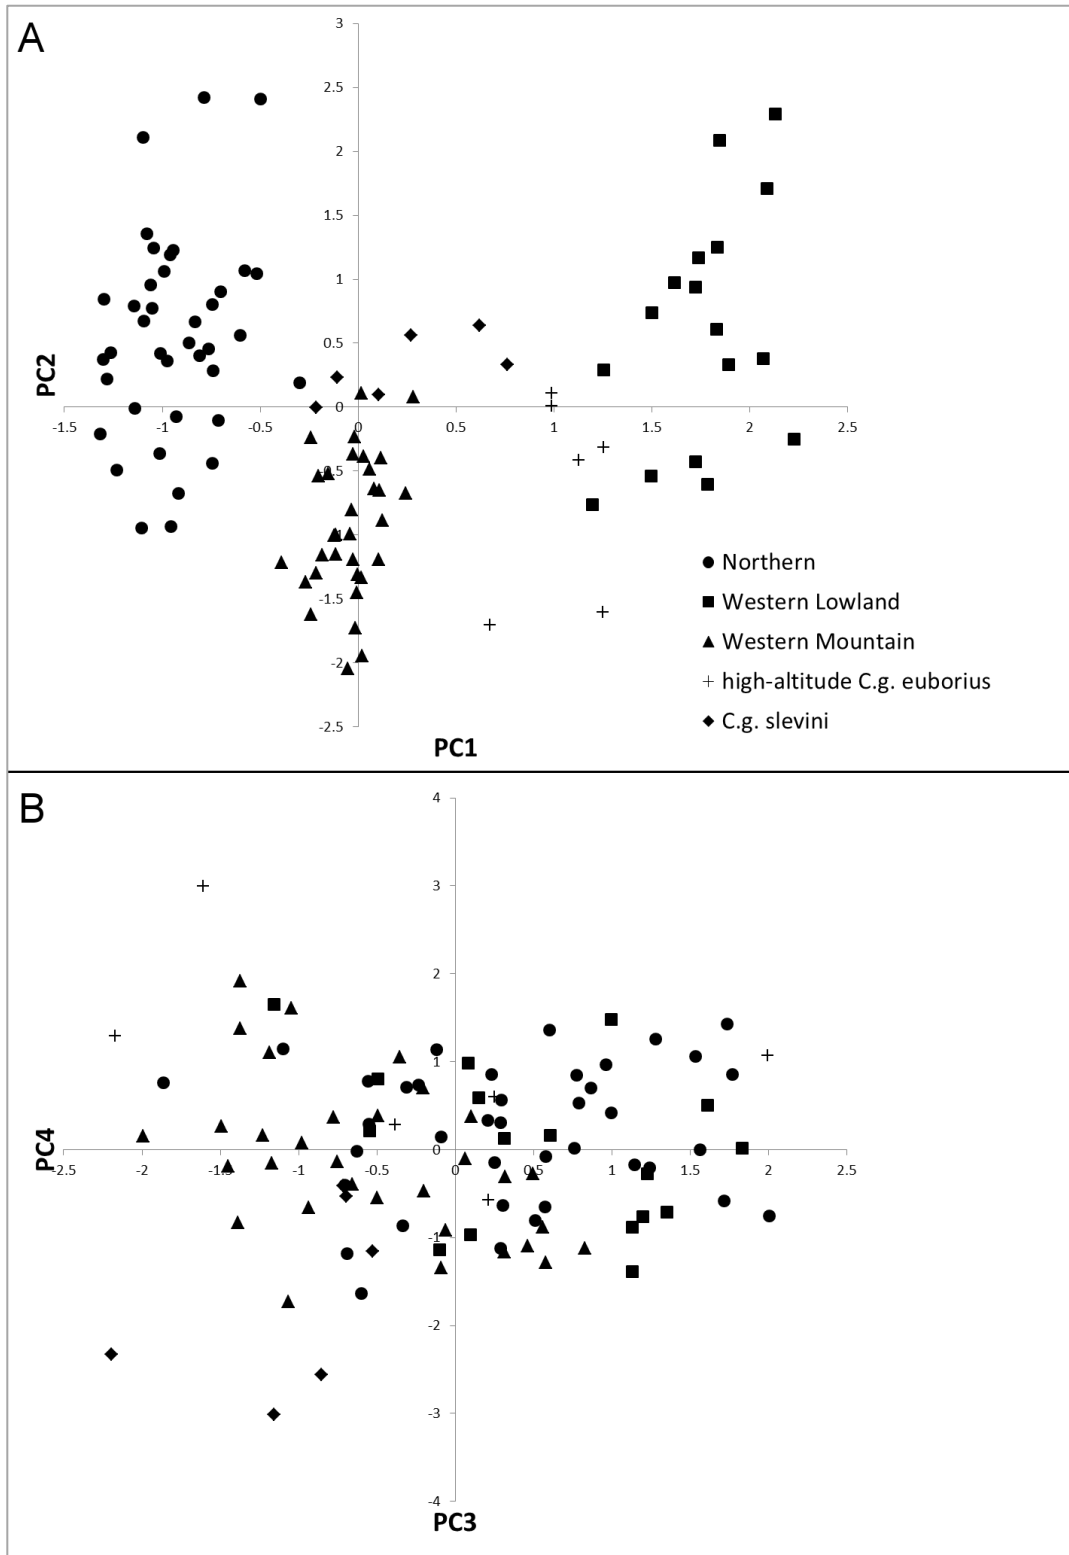 A
3
2.5
2
1.5
1
0.5
0
-1.5 -1 -0.5 0 0.5 1 1.5 2 2.5
-0.5
-1
-1.5
-2
-2.5
PC2
PC1
Northern
Western Lowland
Western Mountain
high-altitude C.g. euborius
C.g. slevini
B
4
3
2
1
0
-2.5 -2 -1.5 -1 -0.5 0 0.5 1 1.5 2 2.5
-1
-2
-3
-4
PC4
PC3